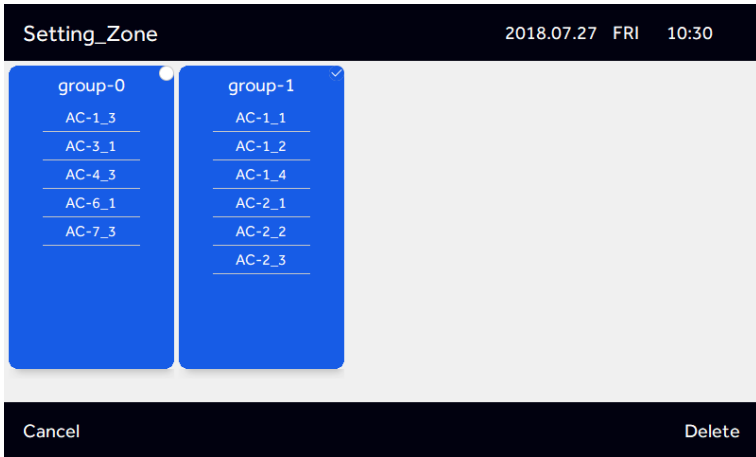 Setting_Zone 2018.07.27 FRI 10:30
group-0
AC-1_3
AC-3_1
AC-4_3
AC-6_1
AC-7_3
group-1
AC-1_1
AC-1_2
AC-1_4
AC-2_1
AC-2_2
AC-2_3
Cancel Delete